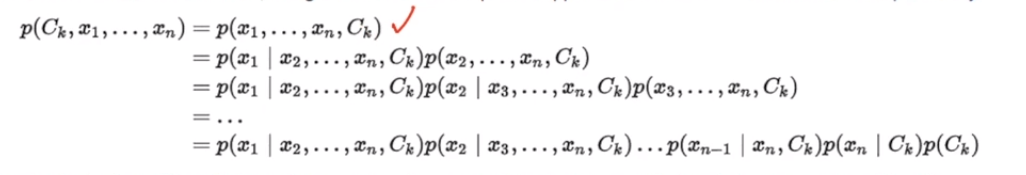 p(C_k, x_1, …, x_n) = p(x_1, …, x_n, C_k) ✓
= p(x_1 | x_2, …, x_n, C_k)p(x_2, …, x_n, C_k)
= p(x_1 | x_2, …, x_n, C_k)p(x_2 | x_3, …, x_n, C_k)p(x_3, …, x_n, C_k)
= …
= p(x_1 | x_2, …, x_n, C_k)p(x_2 | x_3, …, x_n, C_k)…p(x_{n−1} | x_n, C_k)p(x_n | C_k)p(C_k)